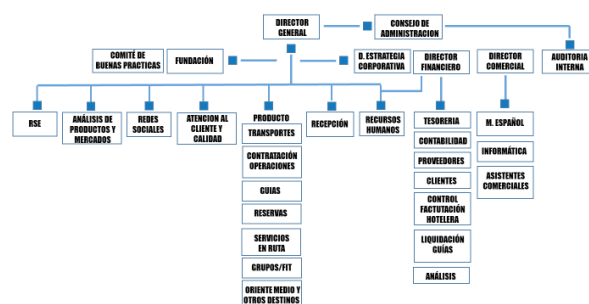 DIRECTOR
GENERAL
CONSEJO DE
ADMINISTRACION
COMITÉ DE
BUENAS PRACTICAS
FUNDACIÓN
D. ESTRATEGIA
CORPORATIVA
DIRECTOR
FINANCIERO
DIRECTOR
COMERCIAL
AUDITORIA
INTERNA
RSE
ANÁLISIS DE
PRODUCTOS Y
MERCADOS
REDES
SOCIALES
ATENCION AL
CLIENTE Y
CALIDAD
PRODUCTO
TRANSPORTES
CONTRATACIÓN
OPERACIONES
GUIAS
RESERVAS
SERVICIOS
EN RUTA
GRUPOS/FIT
ORIENTE MEDIO Y
OTROS DESTINOS
RECEPCIÓN
RECURSOS
HUMANOS
TESORERIA
CONTABILIDAD
PROVEEDORES
CLIENTES
CONTROL
FACTUTACIÓN
HOTELERA
LIQUIDACIÓN
GUÍAS
ANÁLISIS
M. ESPAÑOL
INFORMÁTICA
ASISTENTES
COMERCIALES